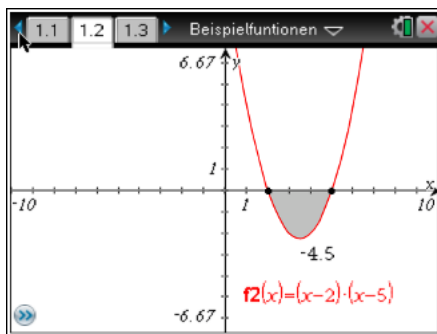 1.1 1.2 1.3 Beispielfuntionen
6.67 y
1
x
-10 1 10
-4.5
f2(x)=(x-2)·(x-5)
-6.67